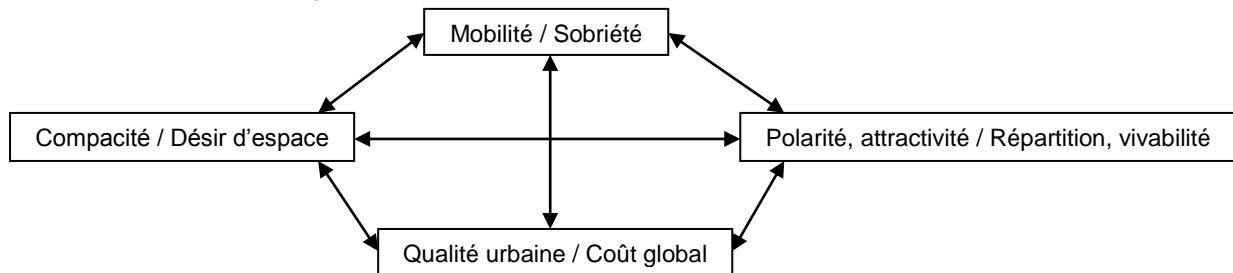 Mobilité / Sobriété
Compacité / Désir d’espace
Polarité, attractivité / Répartition, vivabilité
Qualité urbaine / Coût global